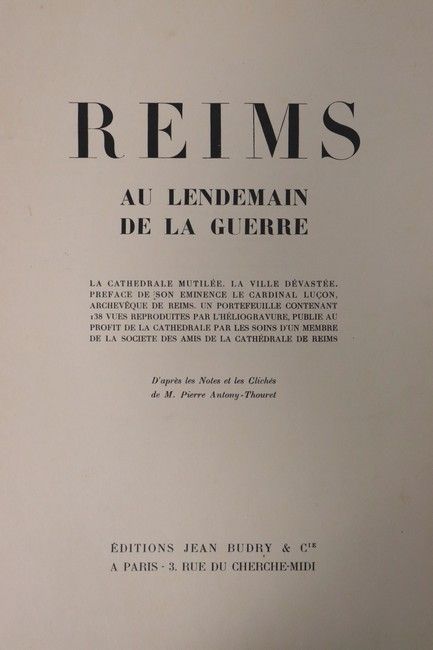 REIMS
AU LENDEMAIN
DE LA GUERRE
LA CATHEDRALE MUTILÉE. LA VILLE DÉVASTÉE.
PREFACE DE SON EMINENCE LE CARDINAL LUÇON,
ARCHEVÊQUE DE REIMS. UN PORTEFEUILLE CONTENANT
138 VUES REPRODUITES PAR L'HÉLIOGRAVURE, PUBLIE AU
PROFIT DE LA CATHEDRALE PAR LES SOINS D'UN MEMBRE
DE LA SOCIETE DES AMIS DE LA CATHÉDRALE DE REIMS
D'après les Notes et les Clichés
de M. Pierre Antony-Thouret
ÉDITIONS JEAN BUDRY & CIE
A PARIS - 3. RUE DU CHERCHE-MIDI